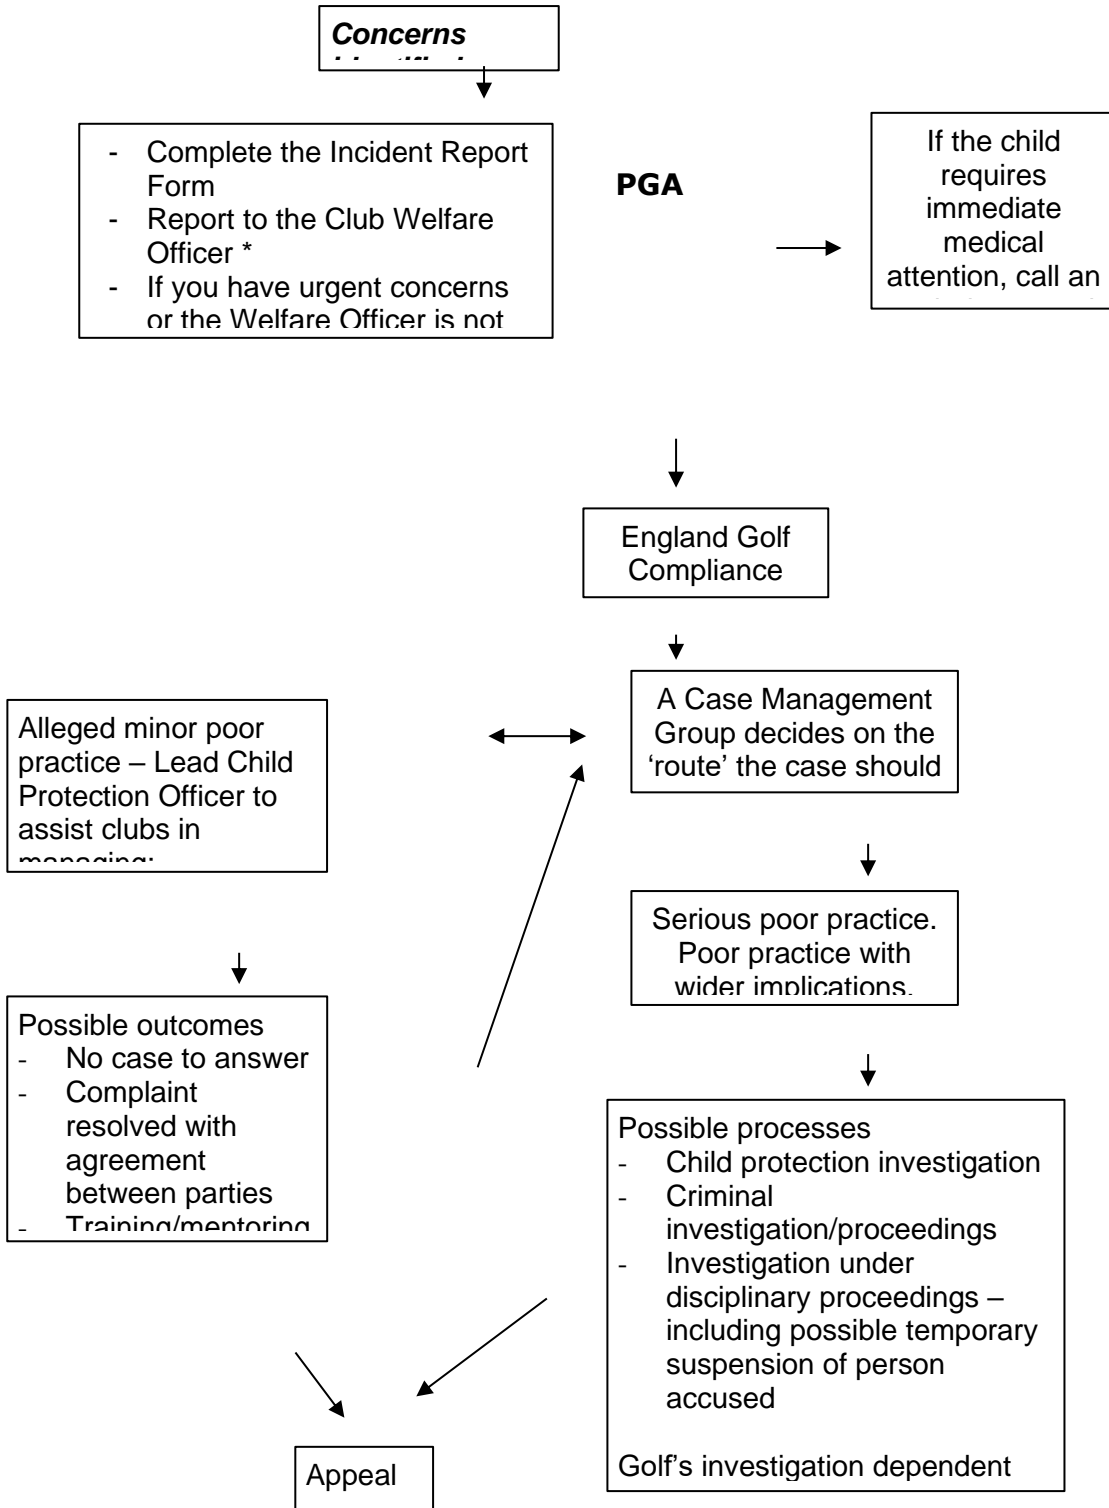 Concerns
- Complete the Incident Report
Form
- Report to the Club Welfare
Officer *
- If you have urgent concerns
or the Welfare Officer is not
PGA
If the child
requires
immediate
medical
attention, call an
England Golf
Compliance
A Case Management
Group decides on the
‘route’ the case should
Alleged minor poor
practice – Lead Child
Protection Officer to
assist clubs in
managing:
Serious poor practice.
Poor practice with
wider implications.
Possible outcomes
- No case to answer
- Complaint
resolved with
agreement
between parties
- Training/mentoring
Possible processes
- Child protection investigation
- Criminal
investigation/proceedings
- Investigation under
disciplinary proceedings –
including possible temporary
suspension of person
accused
Golf’s investigation dependent
Appeal